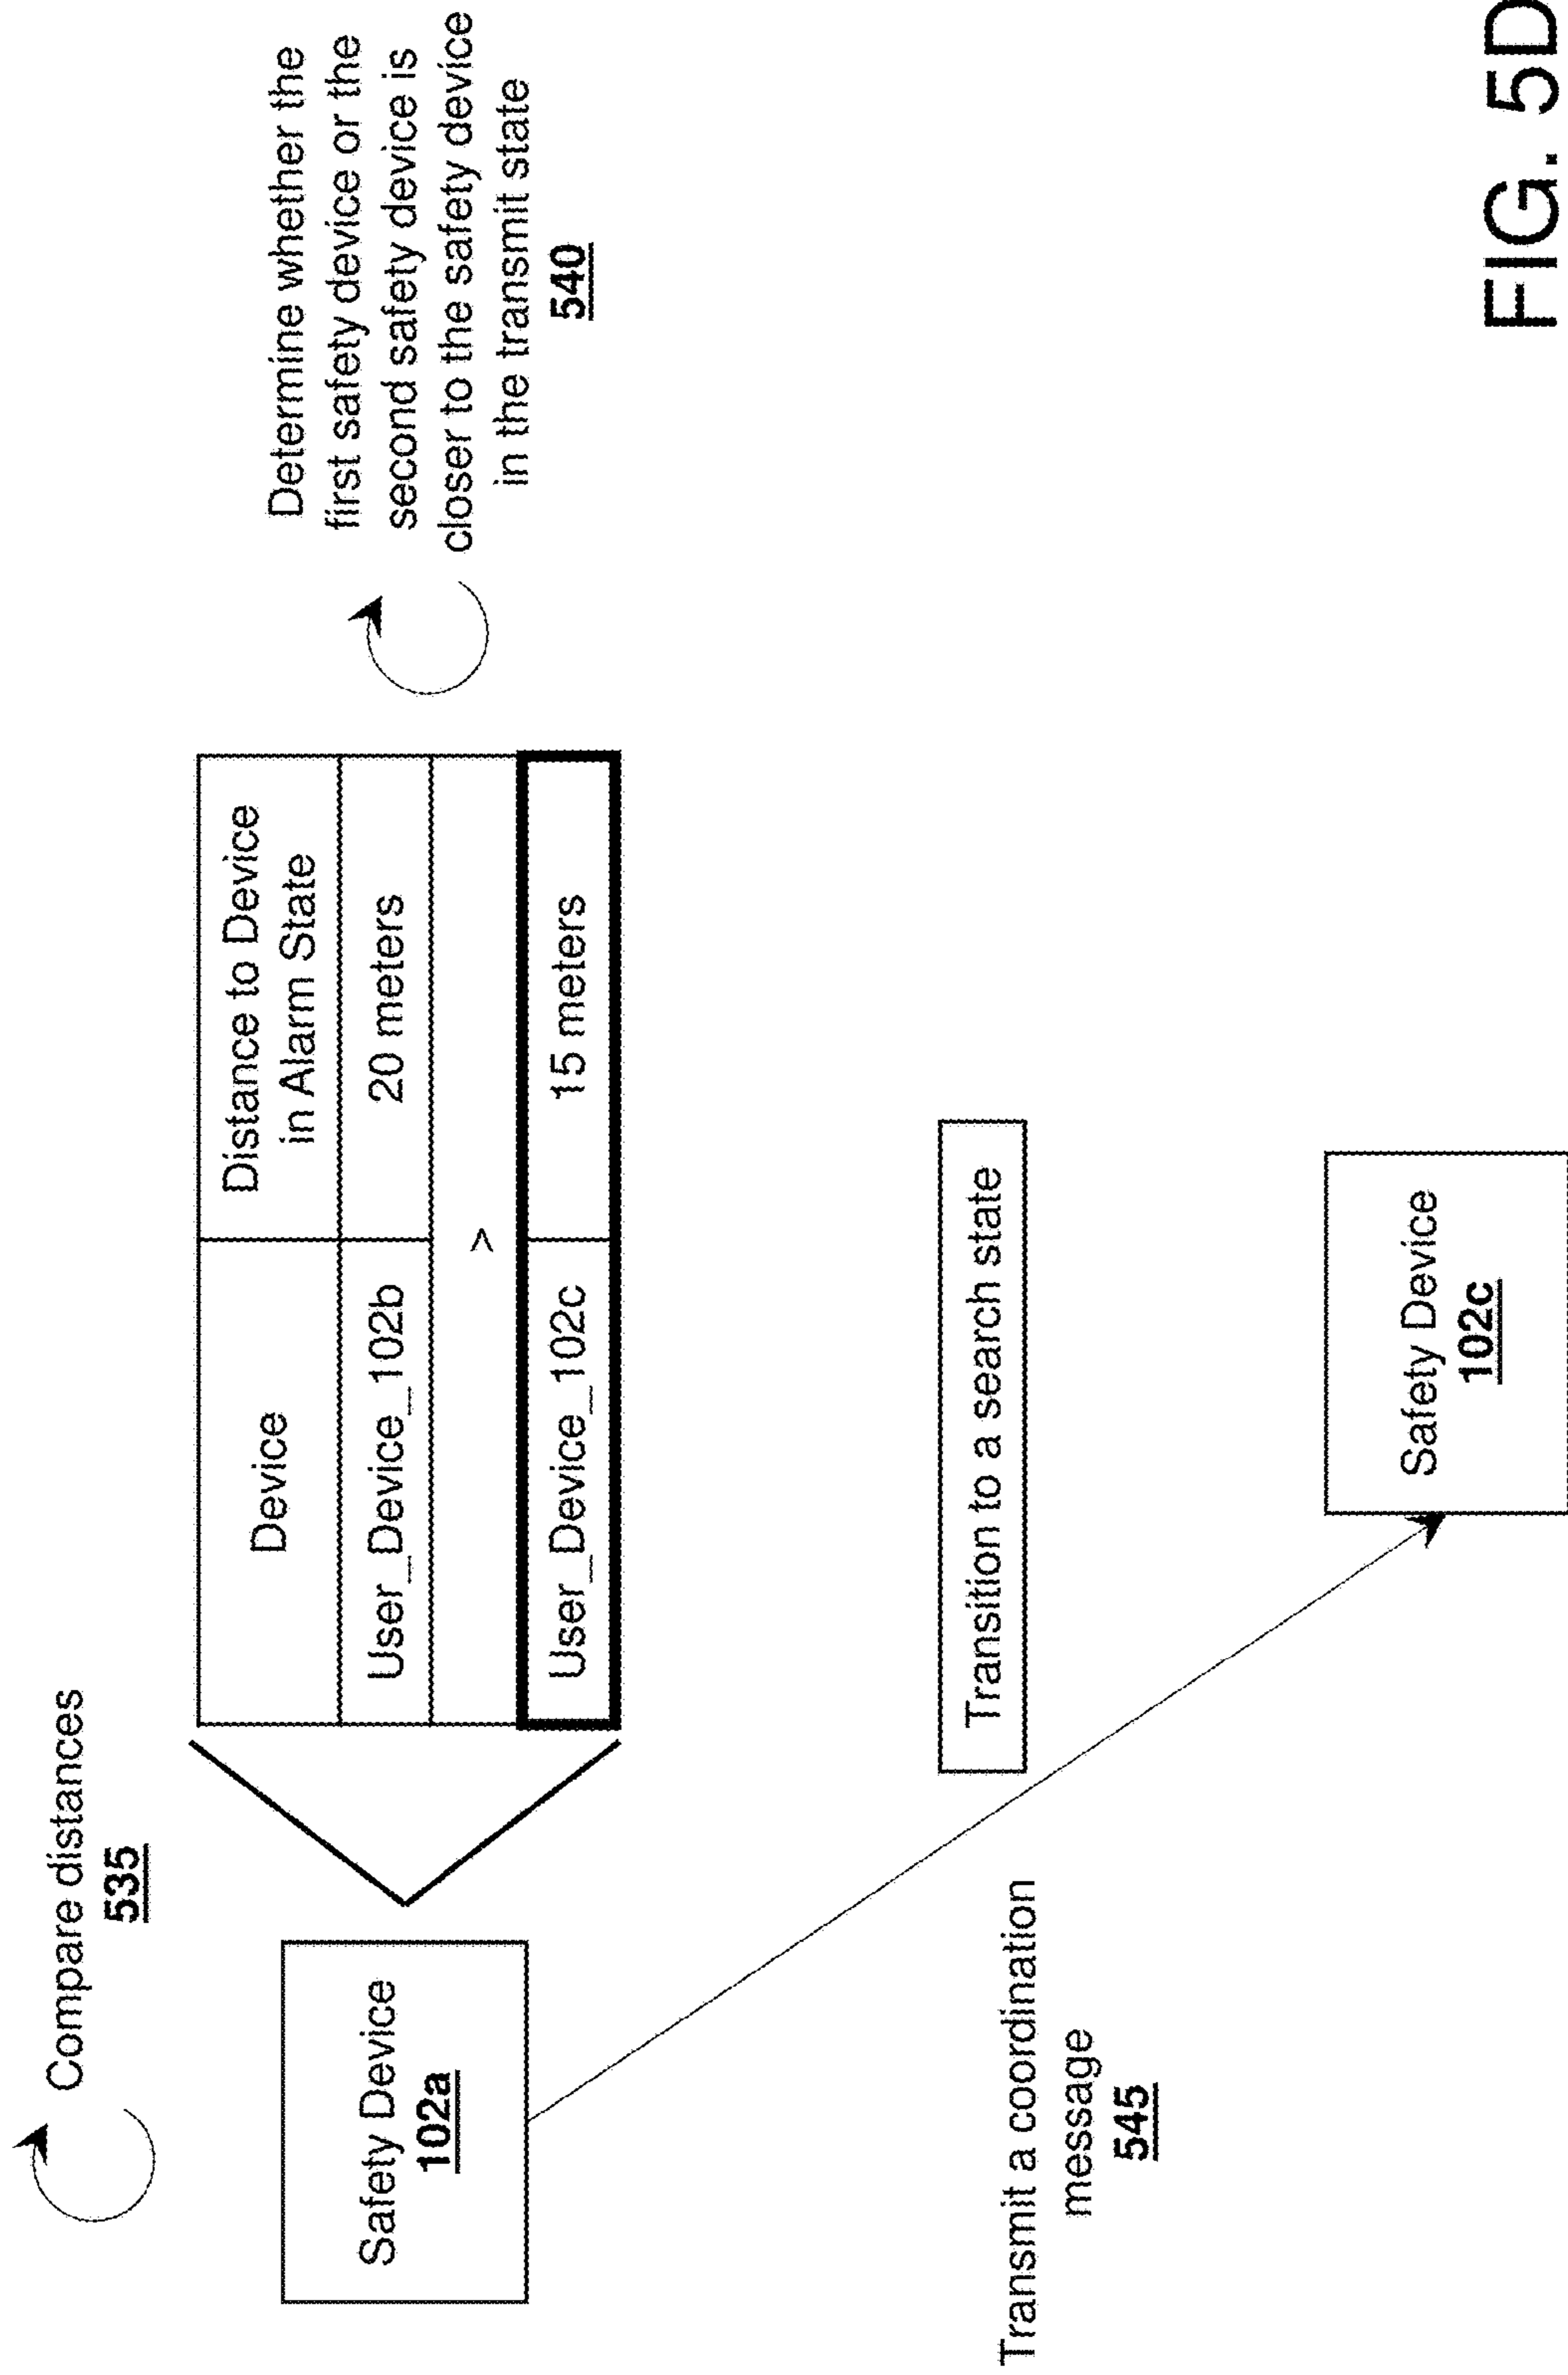 Compare distances
535
Safety Device
102a
Device
Distance to Device
in Alarm State
User_Device_102b
20 meters
>
User_Device_102c
15 meters
Determine whether the
first safety device or the
second safety device is
closer to the safety device
in the transmit state
540
Transmit a coordination
message
545
Transition to a search state
Safety Device
102c
FIG. 5D